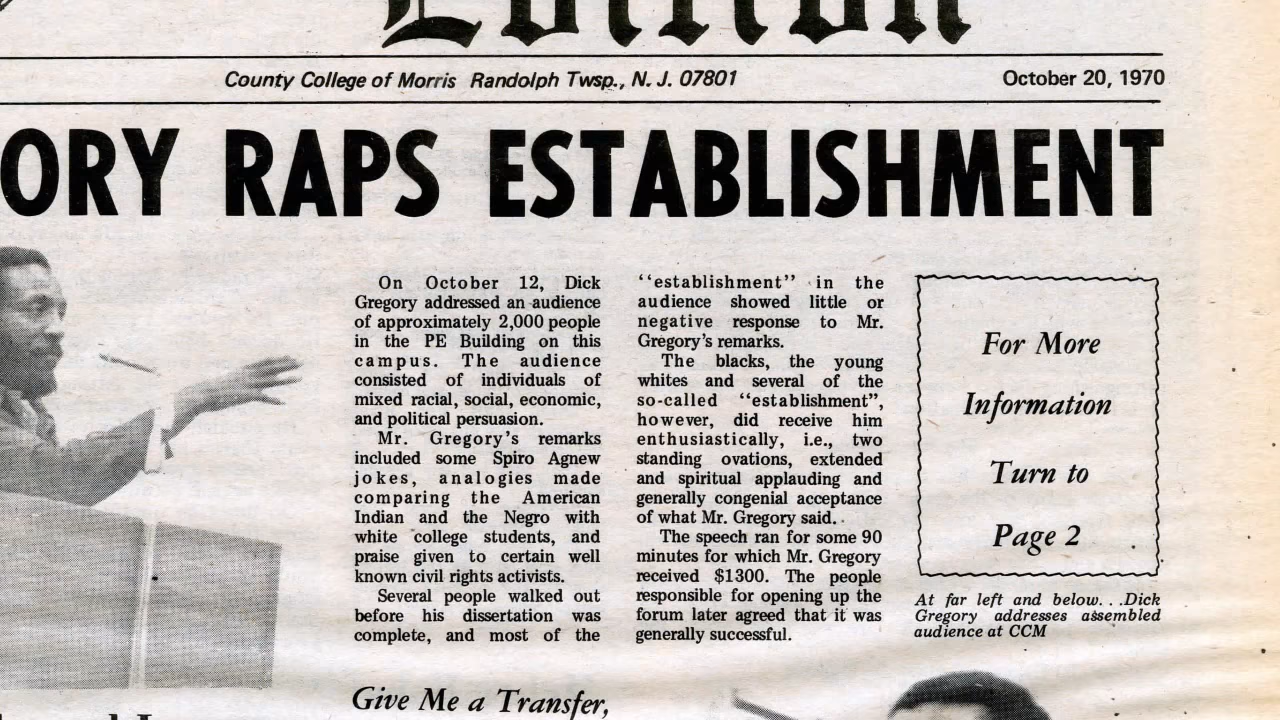 County College of Morris Randolph Twsp., N. J. 07801
October 20, 1970
ORY RAPS ESTABLISHMENT
On October 12, Dick
Gregory addressed an audience
of approximately 2,000 people
in the PE Building on this
campus. The audience
consisted of individuals of
mixed racial, social, economic,
and political persuasion.
Mr. Gregory's remarks
included some Spiro Agnew
jokes, analogies made
comparing the American
Indian and the Negro with
white college students, and
praise given to certain well
known civil rights activists.
Several people walked out
before his dissertation was
complete, and most of the
‘‘establishment’’ in the
audience showed little or
negative response to Mr.
Gregory's remarks.
The blacks, the young
whites and several of the
so-called ‘‘establishment’’,
however, did receive him
enthusiastically, i.e., two
standing ovations, extended
and spiritual applauding and
generally congenial acceptance
of what Mr. Gregory said.
The speech ran for some 90
minutes for which Mr. Gregory
received $1300. The people
responsible for opening up the
forum later agreed that it was
generally successful.
For More
Information
Turn to
Page 2
At far left and below. . .Dick
Gregory addresses assembled
audience at CCM
Give Me a Transfer,